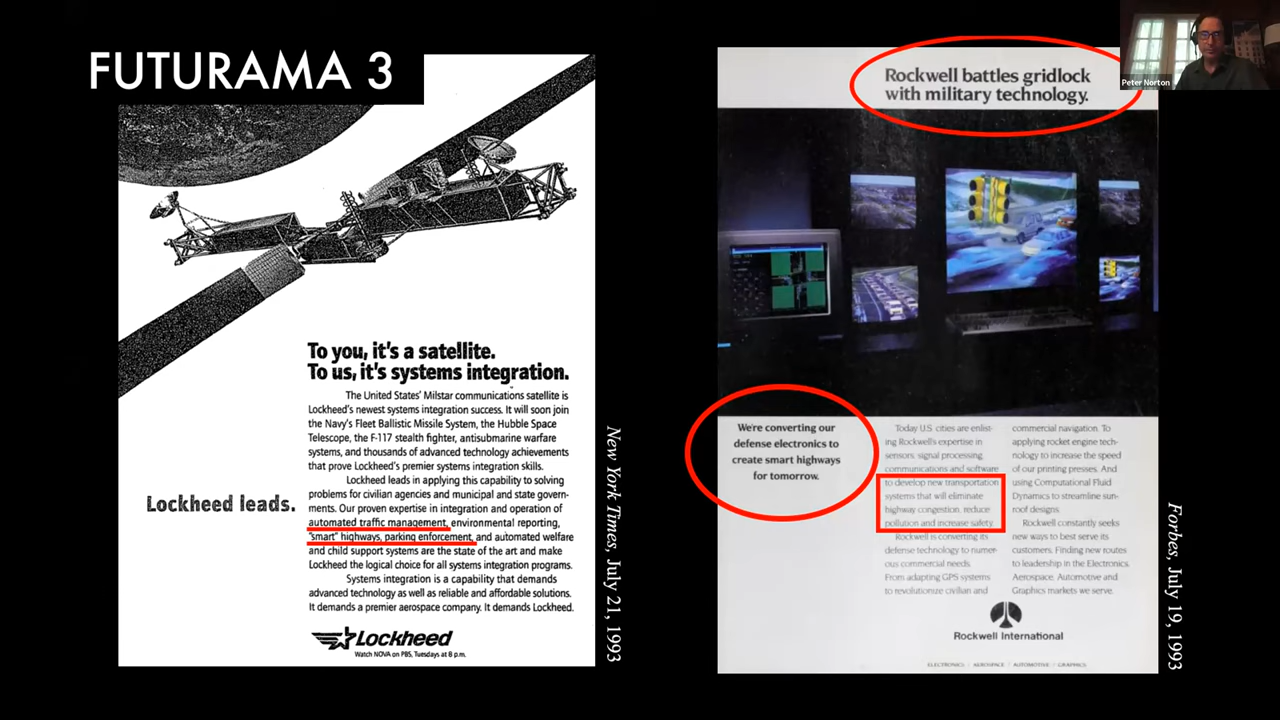 FUTURAMA 3
To you, it's a satellite.
To us, it's systems integration.
The United States' Milstar communications satellite is
Lockheed's newest systems integration success. It will soon join
the Navy's Fleet Ballistic Missile System, the Hubble Space
Telescope, the F-117 stealth fighter, antisubmarine warfare
systems, and thousands of advanced technology achievements
that prove Lockheed's premier systems integration skills.
Lockheed leads in applying this capability to solving
problems for civilian agencies and municipal and state govern-
ments. Our proven expertise in integration and operation of
automated traffic management, environmental reporting,
"smart" highways, parking enforcement, and automated welfare
and child support systems are the state of the art and make
Lockheed the logical choice for all systems integration programs.
Systems integration is a capability that demands
advanced technology as well as reliable and affordable solutions.
It demands a premier aerospace company. It demands Lockheed.
Lockheed leads.
Lockheed
Watch NOVA on PBS, Tuesdays at 8 p.m.
New York Times, July 21, 1993
Rockwell battles gridlock
with military technology.
We're converting our
defense electronics to
create smart highways
for tomorrow.
Today U.S. cities are enlist-
ing Rockwell's expertise in
sensors, signal processing,
communications and software
to develop new transportation
systems that will eliminate
highway congestion, reduce
pollution and increase safety.
Rockwell is converting its
defense technology to numer-
ous commercial needs.
From adapting GPS systems
to revolutionize civilian and
commercial navigation. To
applying rocket engine tech-
nology to increase the speed
of our printing presses. And
using Computational Fluid
Dynamics to streamline sun-
roof designs.
Rockwell constantly seeks
new ways to best serve its
customers. Finding new routes
to leadership in the Electronics,
Aerospace, Automotive and
Graphics markets we serve.
Rockwell International
ELECTRONICS / AEROSPACE / AUTOMOTIVE / GRAPHICS
Forbes, July 19, 1993
Peter Norton